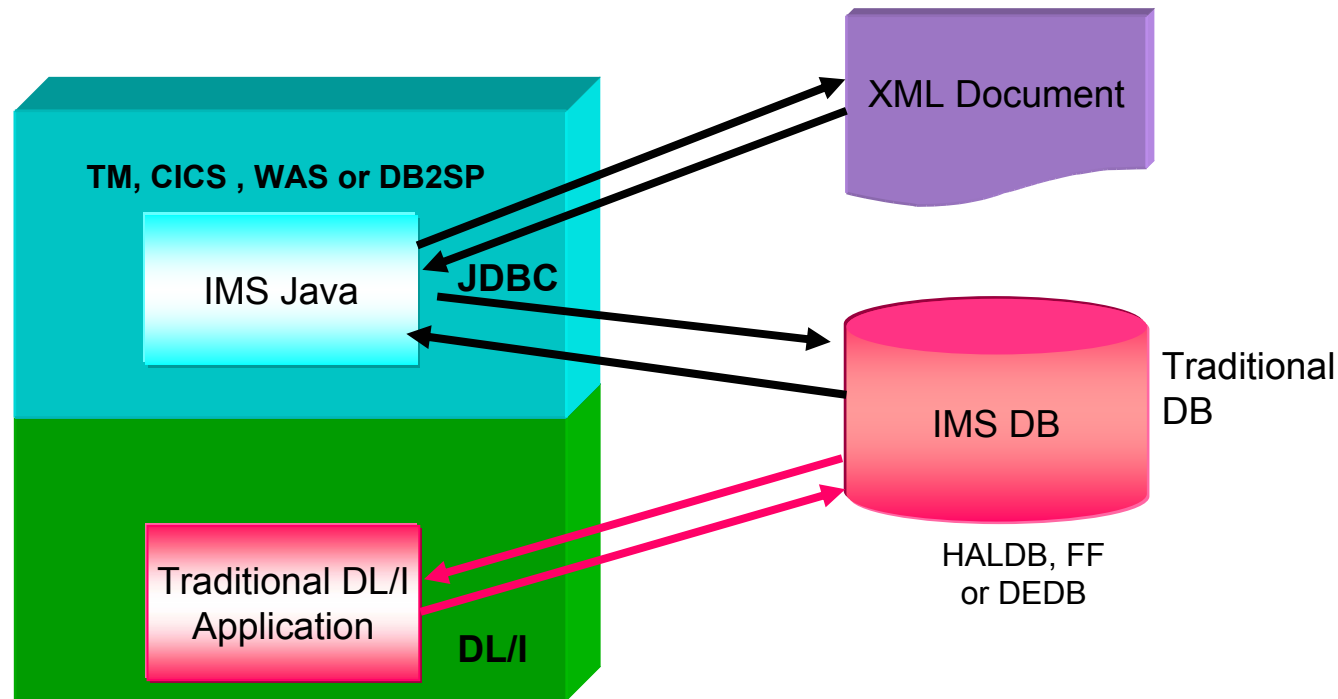 XML Document
TM, CICS , WAS or DB2SP
IMS Java
JDBC
Traditional
DB
IMS DB
HALDB, FF
or DEDB
Traditional DL/I
Application
DL/I